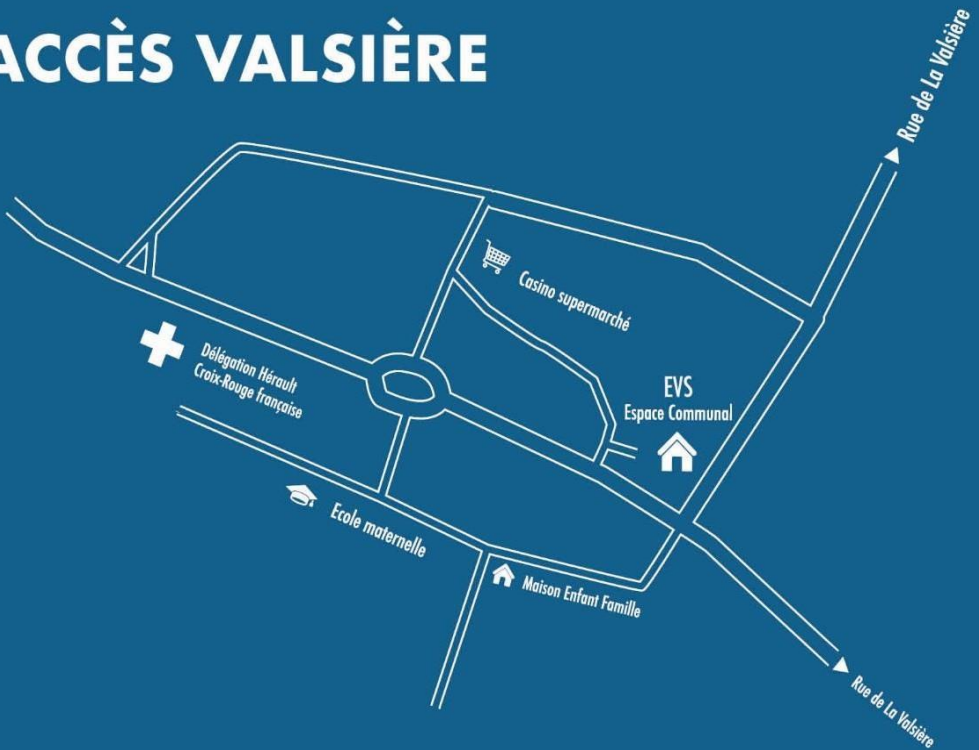 ACCÈS VALSIÈRE
Rue de La Valsière
Casino supermarché
Délégation Hérault
Croix-Rouge française
EVS
Espace Communal
Ecole maternelle
Maison Enfant Famille
Rue de La Valsière